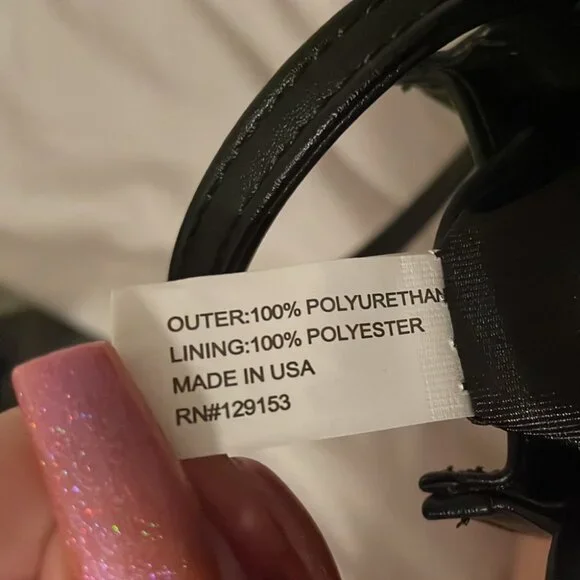 OUTER:100% POLYURETHAN
LINING:100% POLYESTER
MADE IN USA
RN#129153